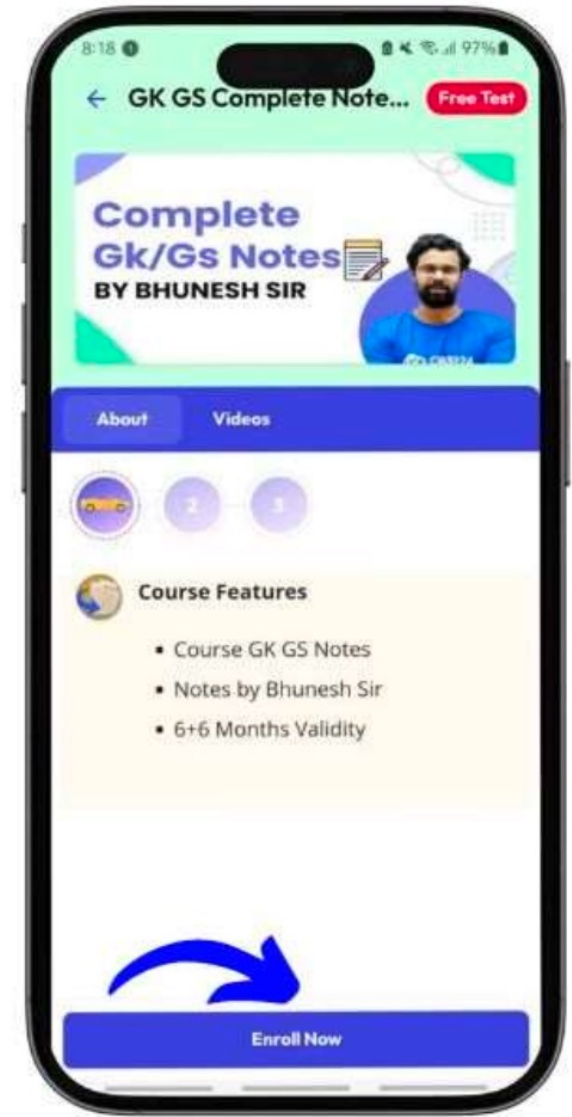 8:18
97%
GK GS Complete Note...
Free Test
Complete
Gk/Gs Notes
BY BHUNESH SIR
About
Videos
2
3
Course Features
Course GK GS Notes
Notes by Bhunesh Sir
6+6 Months Validity
Enroll Now